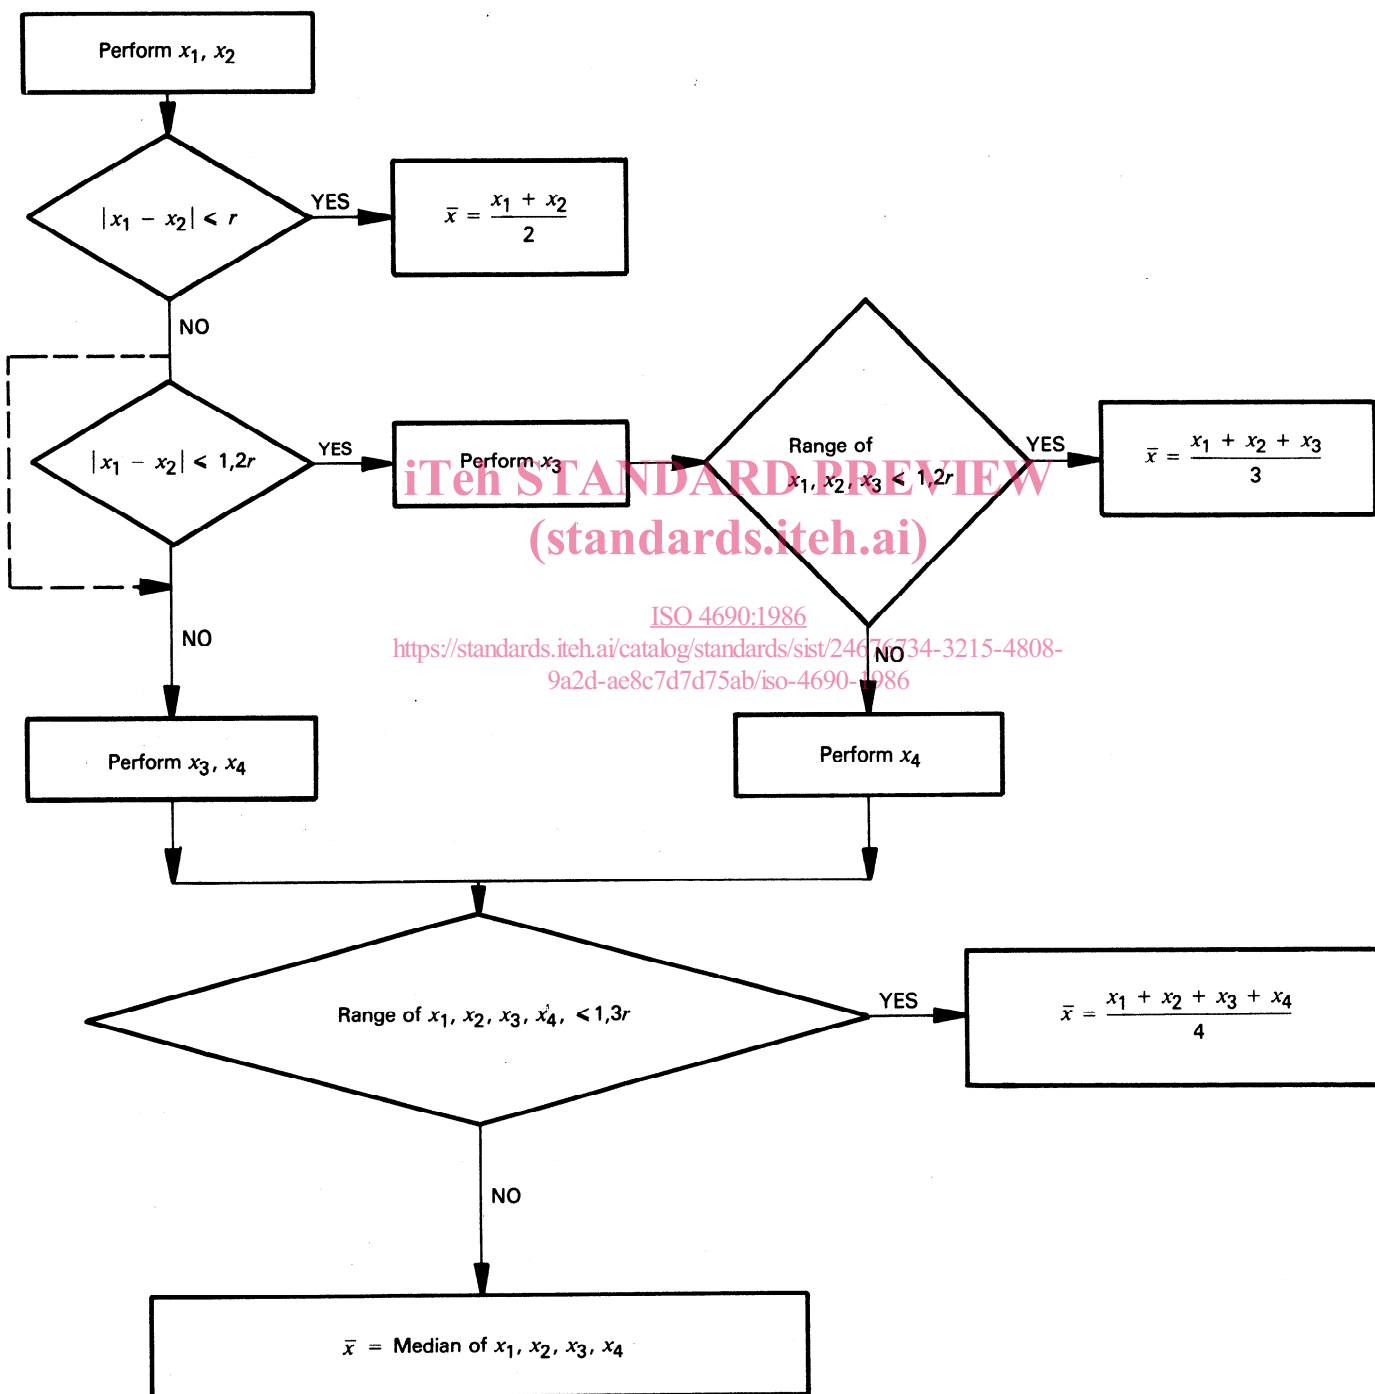 Perform x1, x2
|x1 − x2| ⩽ r
YES
x̄ = (x1 + x2) / 2
NO
|x1 − x2| ⩽ 1,2r
YES
Perform x3
Range of
x1, x2, x3 ⩽ 1,2r
YES
x̄ = (x1 + x2 + x3) / 3
iTeh STANDARD PREVIEW
(standards.iteh.ai)
ISO 4690:1986
https://standards.iteh.ai/catalog/standards/sist/24676734-3215-4808-
9a2d-ae8c7d7d75ab/iso-4690-1986
NO
NO
Perform x3, x4
Perform x4
Range of x1, x2, x3, x4, ⩽ 1,3r
YES
x̄ = (x1 + x2 + x3 + x4) / 4
NO
x̄ = Median of x1, x2, x3, x4